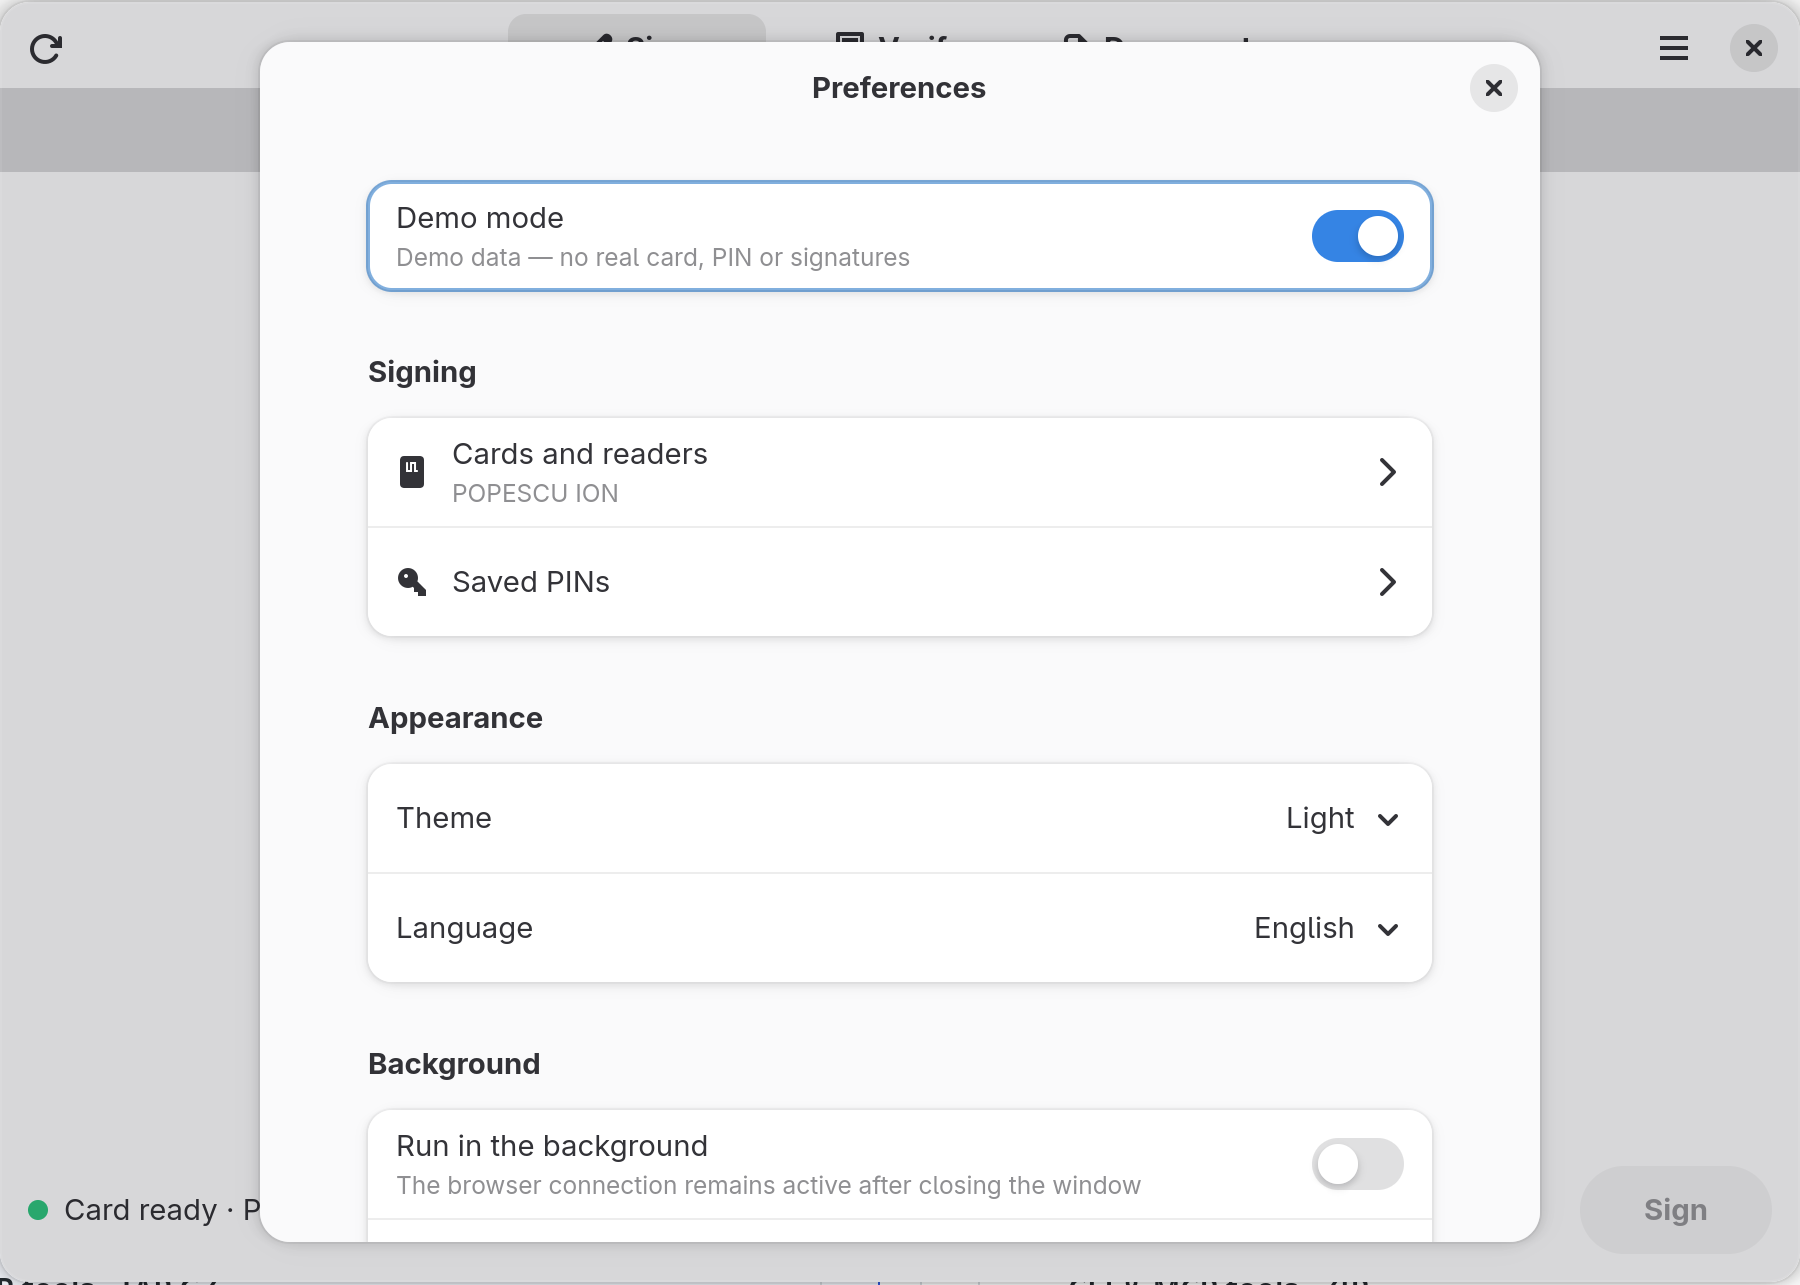 Preferences
Demo mode
Demo data — no real card, PIN or signatures
Signing
Cards and readers
POPESCU ION
Saved PINs
Appearance
Theme
Light
Language
English
Background
Run in the background
The browser connection remains active after closing the window
Card ready · P
Sign